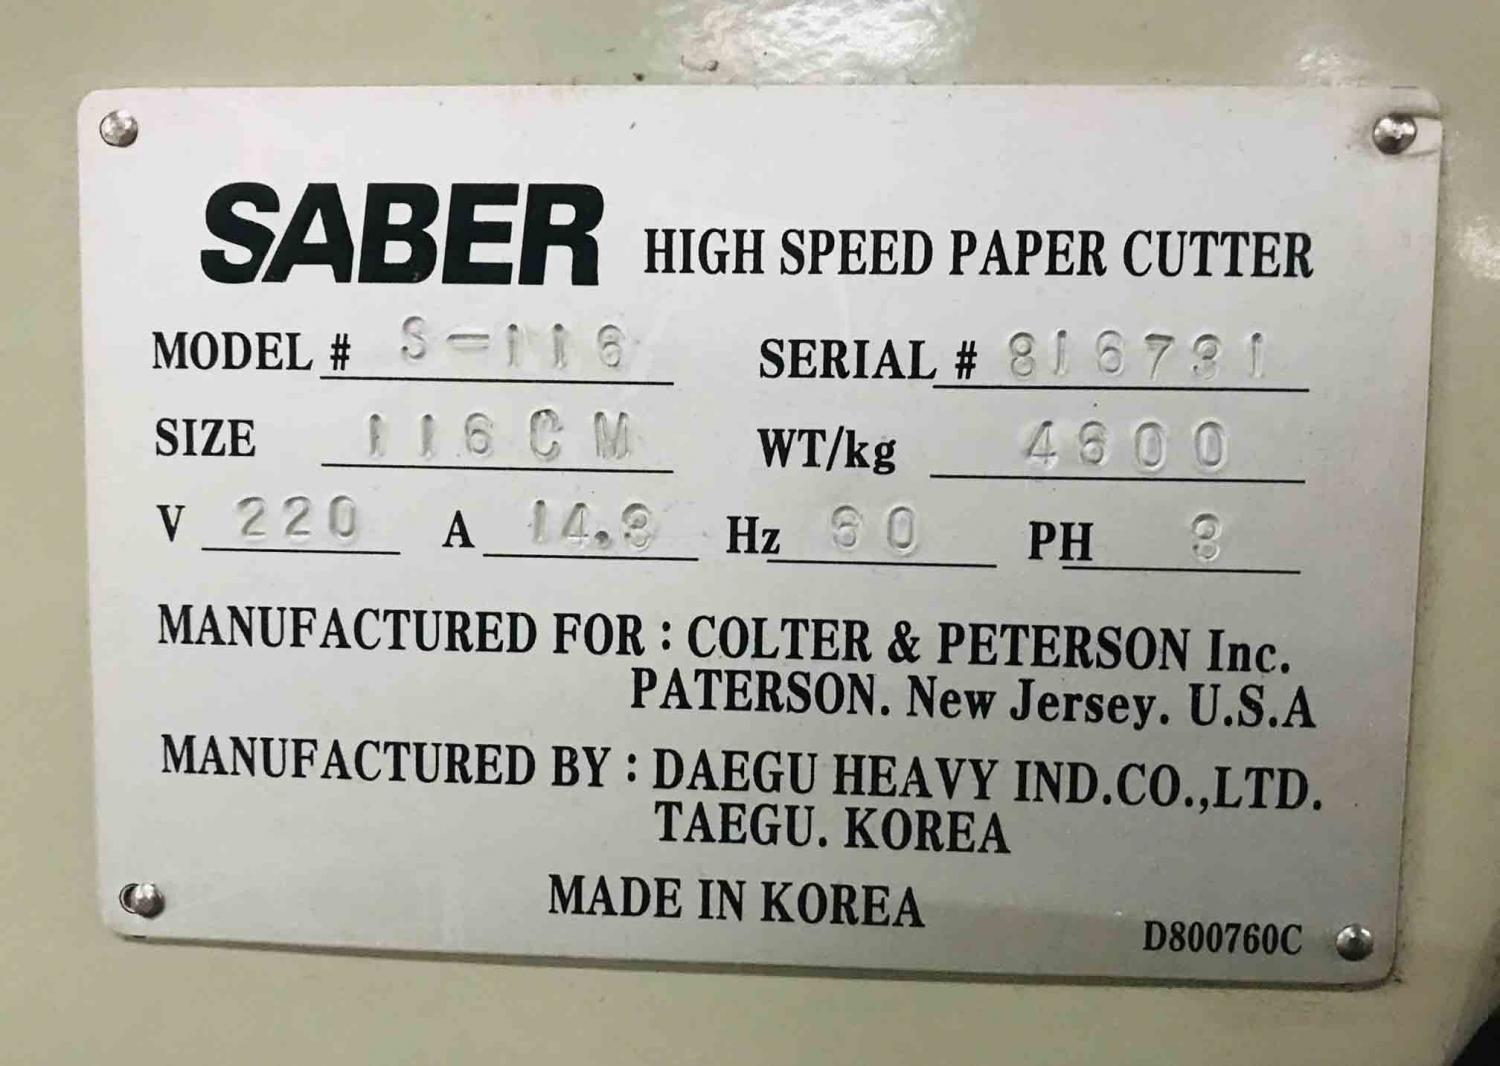 SABER HIGH SPEED PAPER CUTTER
MODEL # S-116 SERIAL # 816731
SIZE 116CM WT/kg 4600
V 220 A 14.8 Hz 60 PH 3
MANUFACTURED FOR : COLTER & PETERSON Inc.
PATERSON. New Jersey. U.S.A
MANUFACTURED BY : DAEGU HEAVY IND.CO.,LTD.
TAEGU. KOREA
MADE IN KOREA
D800760C